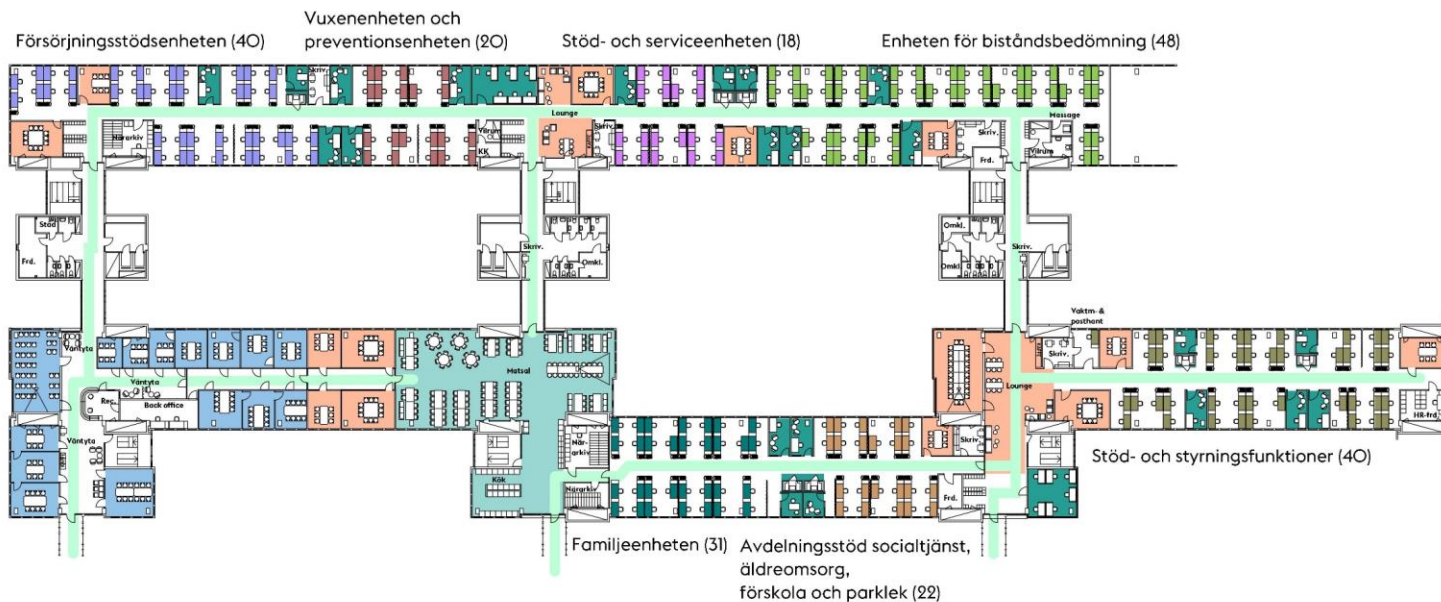 Försörjningsstödsenheten (40)
Vuxenenheten och
preventionsenheten (20)
Stöd- och serviceenheten (18)
Enheten för biståndsbedömning (48)
Skriv.
Närarkiv
Vilrum
KK
Lounge
Skriv.
Skriv.
Frd.
Massage
Vilrum
Städ
Frd.
Skriv.
Omkl.
Omkl.
Omkl.
Skriv.
Väntyta
Väntyta
Rec.
Back office
Väntyta
Matsal
När-
arkiv
Kök
Närarkiv
Skriv.
Frd.
Lounge
Vaktm- &
posthant
Skriv.
HR-frd.
Stöd- och styrningsfunktioner (40)
Familjeenheten (31)
Avdelningsstöd socialtjänst,
äldreomsorg,
förskola och parklek (22)